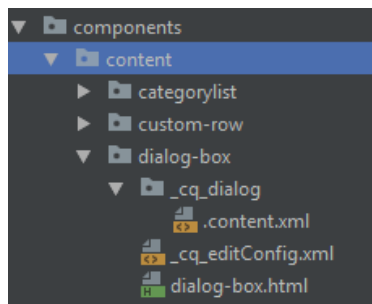 components
content
categorylist
custom-row
dialog-box
_cq_dialog
.content.xml
_cq_editConfig.xml
dialog-box.html